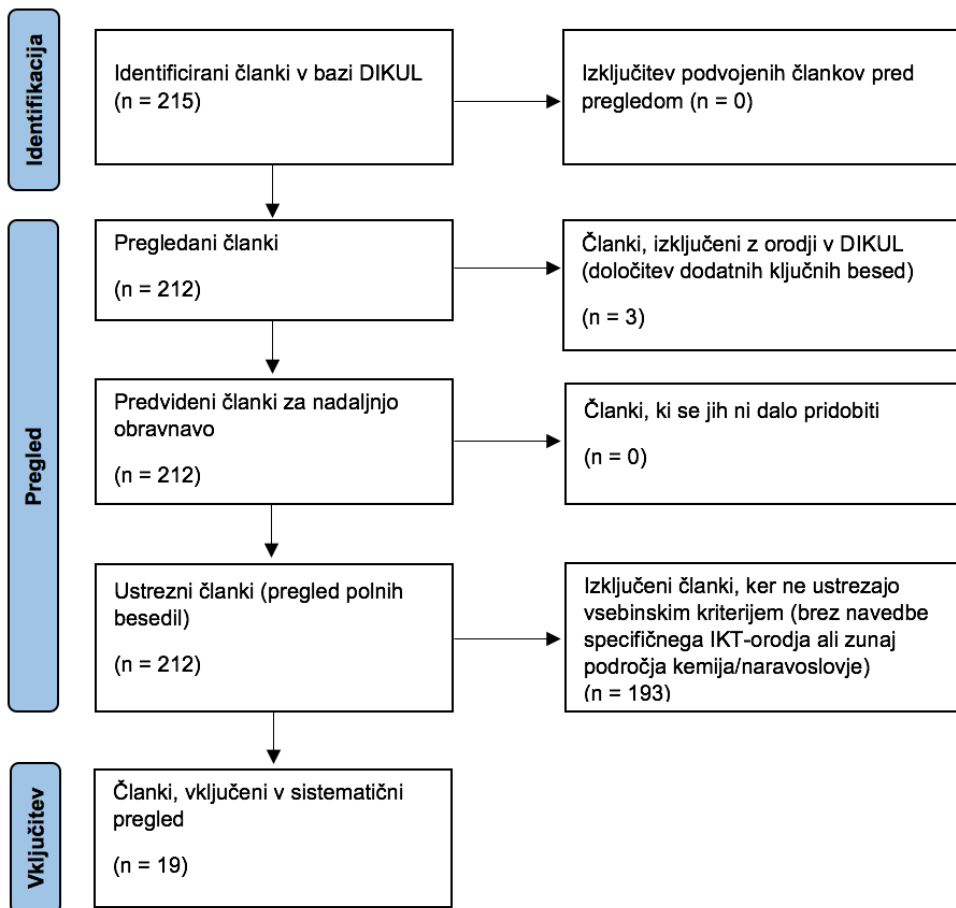 Identifikacija
Identificirani članki v bazi DIKUL
(n = 215)
Izključitev podvojenih člankov pred
pregledom (n = 0)
Pregled
Pregledani članki
(n = 212)
Članki, izključeni z orodji v DIKUL
(določitev dodatnih ključnih besed)
(n = 3)
Predvideni članki za nadaljnjo
obravnavo
(n = 212)
Članki, ki se jih ni dalo pridobiti
(n = 0)
Ustrezni članki (pregled polnih
besedil)
(n = 212)
Izključeni članki, ker ne ustrezajo
vsebinskim kriterijem (brez navedbe
specifičnega IKT-orodja ali zunaj
področja kemija/naravoslovje)
(n = 193)
Vključitev
Članki, vključeni v sistematični
pregled
(n = 19)